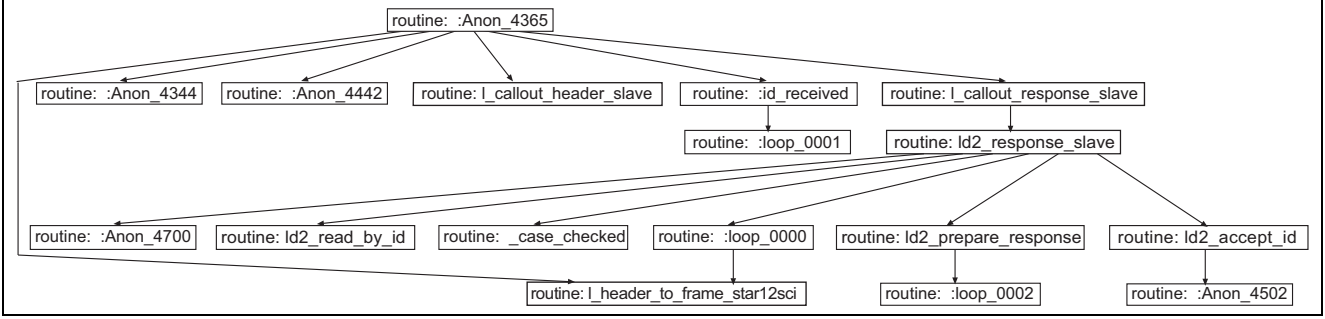 routine: :Anon_4365
routine: :Anon_4344
routine: :Anon_4442
routine: l_callout_header_slave
routine: :id_received
routine: l_callout_response_slave
routine: :loop_0001
routine: ld2_response_slave
routine: :Anon_4700
routine: ld2_read_by_id
routine: _case_checked
routine: :loop_0000
routine: ld2_prepare_response
routine: ld2_accept_id
routine: l_header_to_frame_star12sci
routine: :loop_0002
routine: :Anon_4502